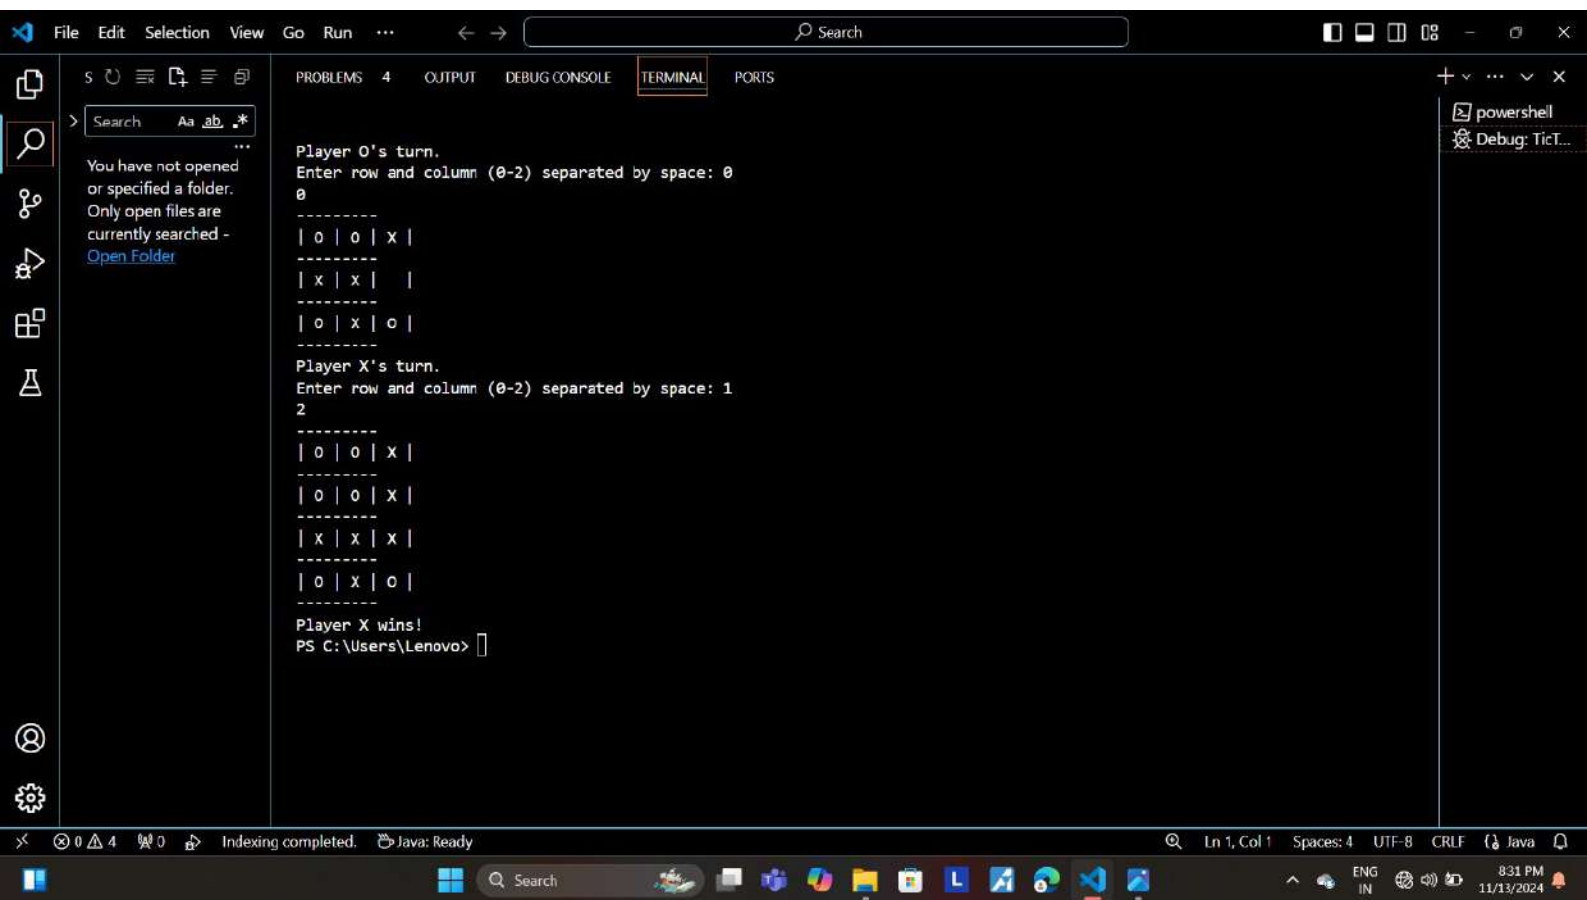 File Edit Selection View Go Run ··· Search
S
PROBLEMS 4 OUTPUT DEBUG CONSOLE TERMINAL PORTS
Search Aa ab, .*
You have not opened
or specified a folder.
Only open files are
currently searched -
Open Folder
Player O's turn.
Enter row and column (0-2) separated by space: 0
0
---------
| O | O | X |
---------
| X | X |   |
---------
| O | X | O |
---------
Player X's turn.
Enter row and column (0-2) separated by space: 1
2
---------
| O | O | X |
---------
| O | O | X |
---------
| X | X | X |
---------
| O | X | O |
---------
Player X wins!
PS C:\Users\Lenovo>
powershell
Debug: TicT...
0 4 0 Indexing completed. Java: Ready Ln 1, Col 1 Spaces: 4 UTF-8 CRLF Java
Search L ENG 8:31 PM
IN 11/13/2024